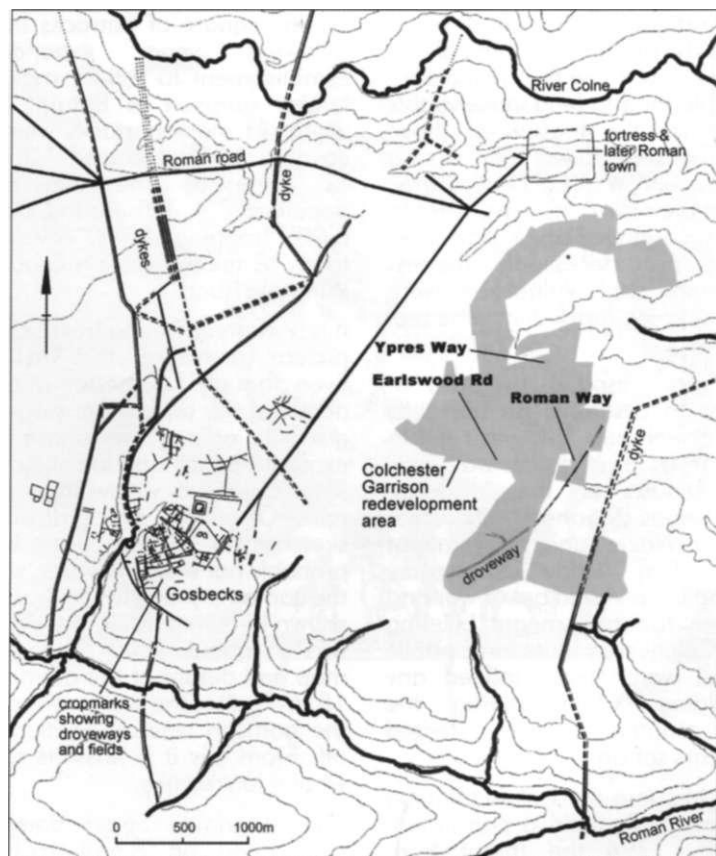 River Colne
fortress &
later Roman
town
Roman road
dyke
dykes
Ypres Way
Earlswood Rd
Roman Way
Colchester
Garrison
redevelopment
area
dyke
droveway
Gosbecks
cropmarks
showing
droveways
and fields
0 500 1000m
Roman River